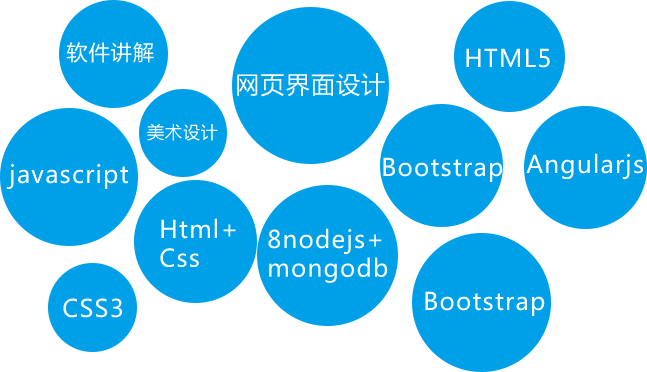 软件讲解
网页界面设计
HTML5
美术设计
javascript
Bootstrap
Angularjs
Html+
Css
8nodejs+
mongodb
CSS3
Bootstrap